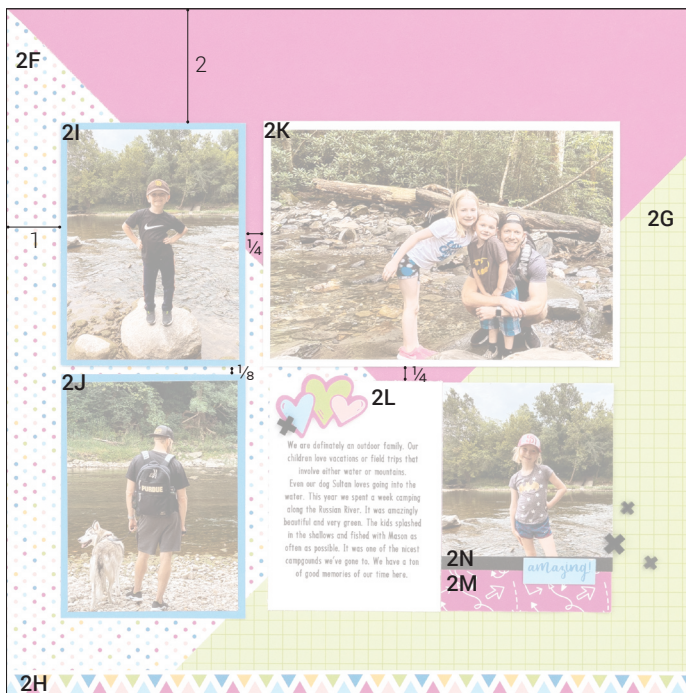 2F
2
2I
2K
2G
1
¼
2J
⅛
¼
2L
We are definately an outdoor family. Our
children love vacations or field trips that
involve either water or mountains.
Even our dog Sultan loves going into the
water. This year we spent a week camping
along the Russian River. It was amazingly
beautiful and very green. The kids splashed
in the shallows and fished with Mason as
often as possible. It was one of the nicest
campgrounds we've gone to. We have a ton
of good memories of our time here.
PURDUE
2N
amazing!
2M
2H